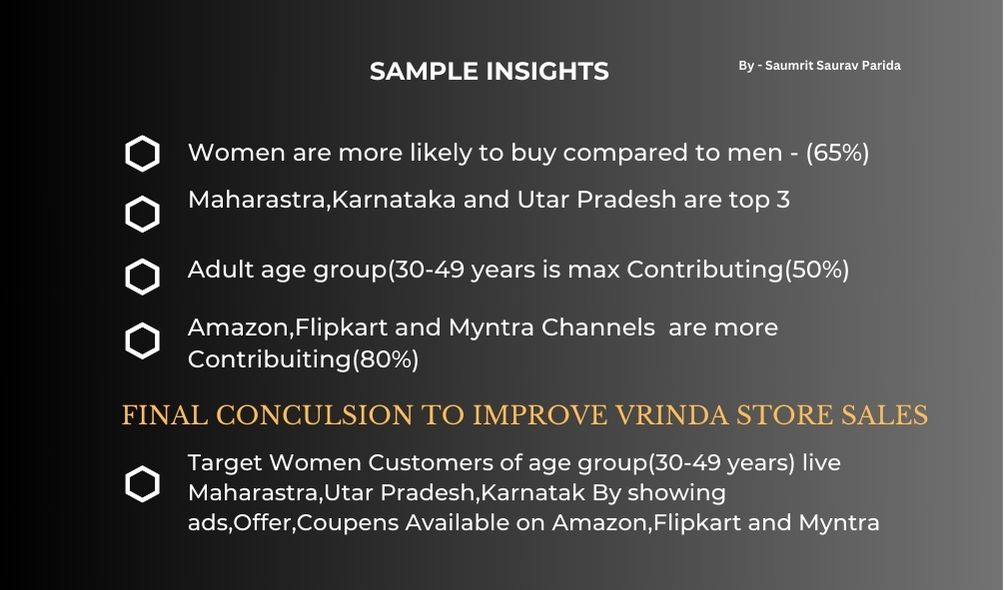 SAMPLE INSIGHTS
By - Saumrit Saurav Parida
Women are more likely to buy compared to men - (65%)
Maharastra,Karnataka and Utar Pradesh are top 3
Adult age group(30-49 years is max Contributing(50%)
Amazon,Flipkart and Myntra Channels are more
Contribuiting(80%)
FINAL CONCULSION TO IMPROVE VRINDA STORE SALES
Target Women Customers of age group(30-49 years) live
Maharastra,Utar Pradesh,Karnatak By showing
ads,Offer,Coupens Available on Amazon,Flipkart and Myntra